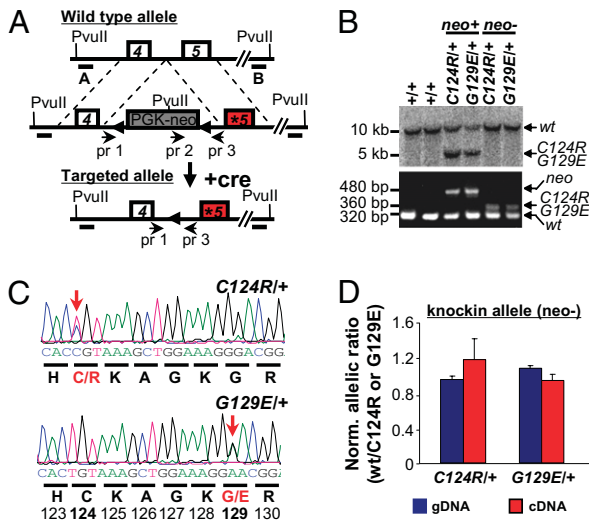 A
Wild type allele
PvuII
PvuII
4
5
A
B
PvuII
PvuII
PvuII
4
PGK-neo
*5
pr 1
pr 2
pr 3
Targeted allele
+cre
PvuII
PvuII
4
*5
pr 1
pr 3
B
neo+ neo-
+/+ +/+ C124R/+ G129E/+ C124R/+ G129E/+
10 kb
wt
5 kb
C124R
G129E
480 bp
neo
360 bp
C124R
G129E
320 bp
wt
C
C124R/+
CACCGTAAAGCTGGAAAGGGACGG
H C/R K A G K G R
G129E/+
CACTGTAAAGCTGGAAAGGAACGG
H C K A G K G/E R
123 124 125 126 127 128 129 130
D
knockin allele (neo-)
Norm. allelic ratio
(wt/C124R or G129E)
1.6
1.2
0.8
0.4
0
C124R/+ G129E/+
gDNA cDNA